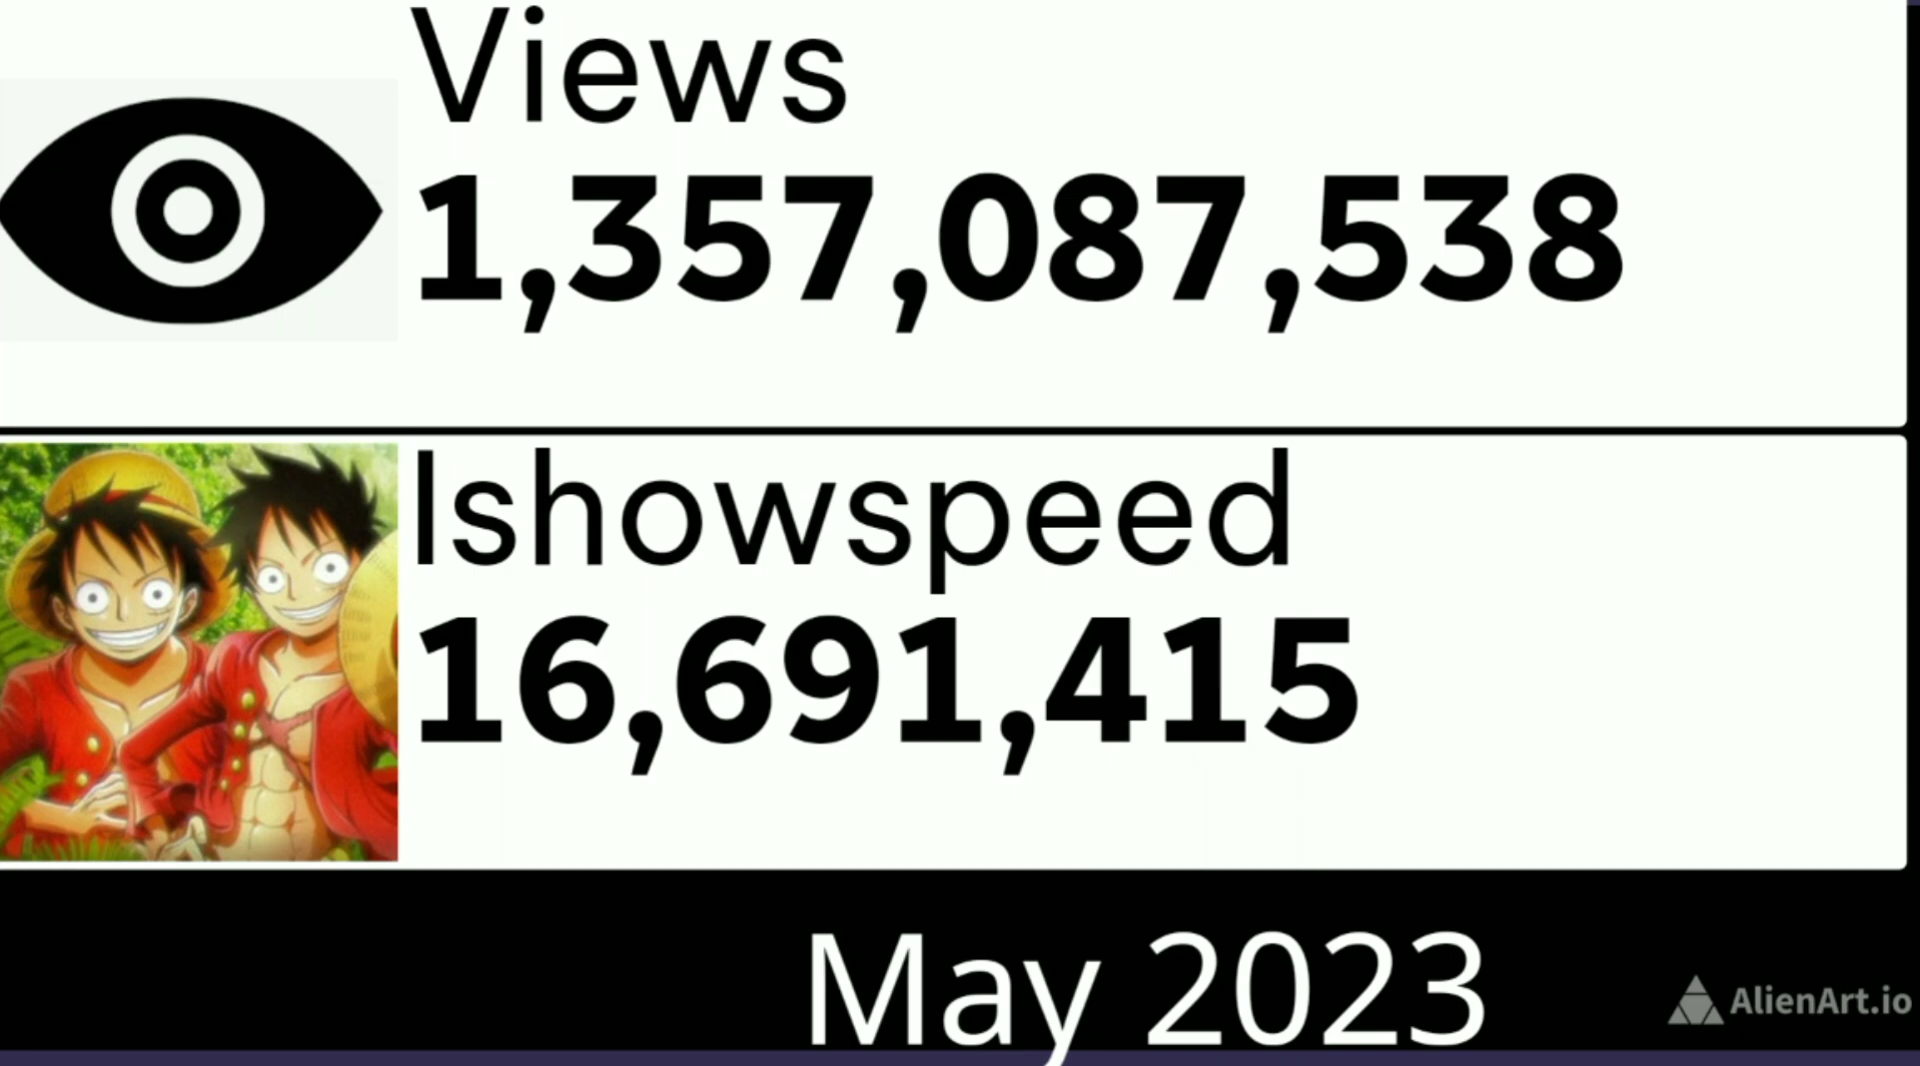 Views
1,357,087,538
Ishowspeed
16,691,415
May 2023
AlienArt.io